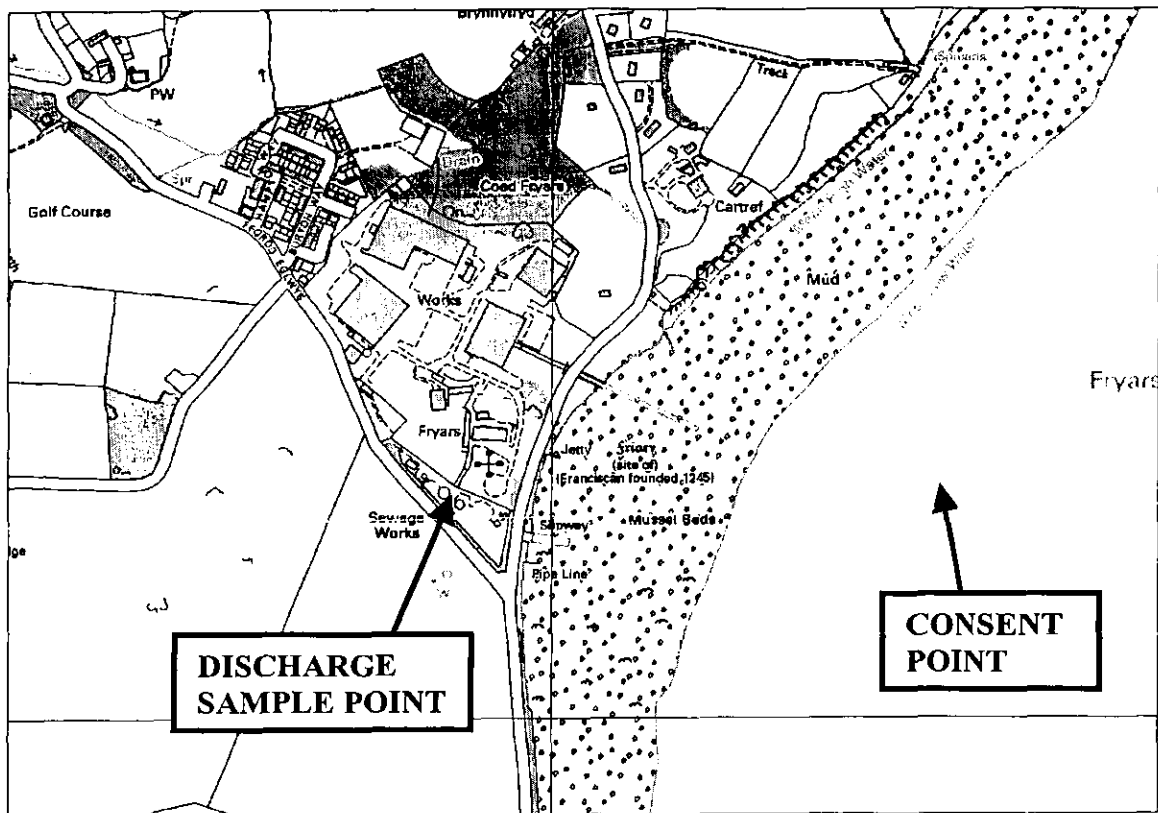 PW
Track
Drain
Coed Fryars
Golf Course
Cartref
Works
Mud
Fryars
Fryars
Jetty
Friary
(site of)
(Franciscan founded 1245)
Mussel Beds
Slipway
Sewage
Works
Pipe Line
DISCHARGE
SAMPLE POINT
CONSENT
POINT